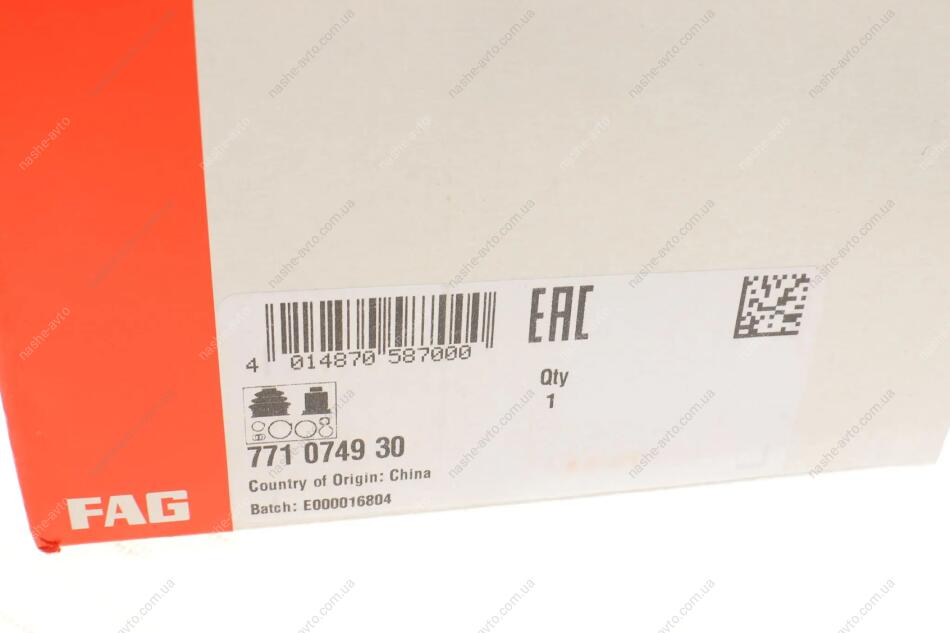 4 014870 587000
EAC
Qty
1
771 0749 30
Country of Origin: China
Batch: E000016804
FAG
nashe-avto.com.ua